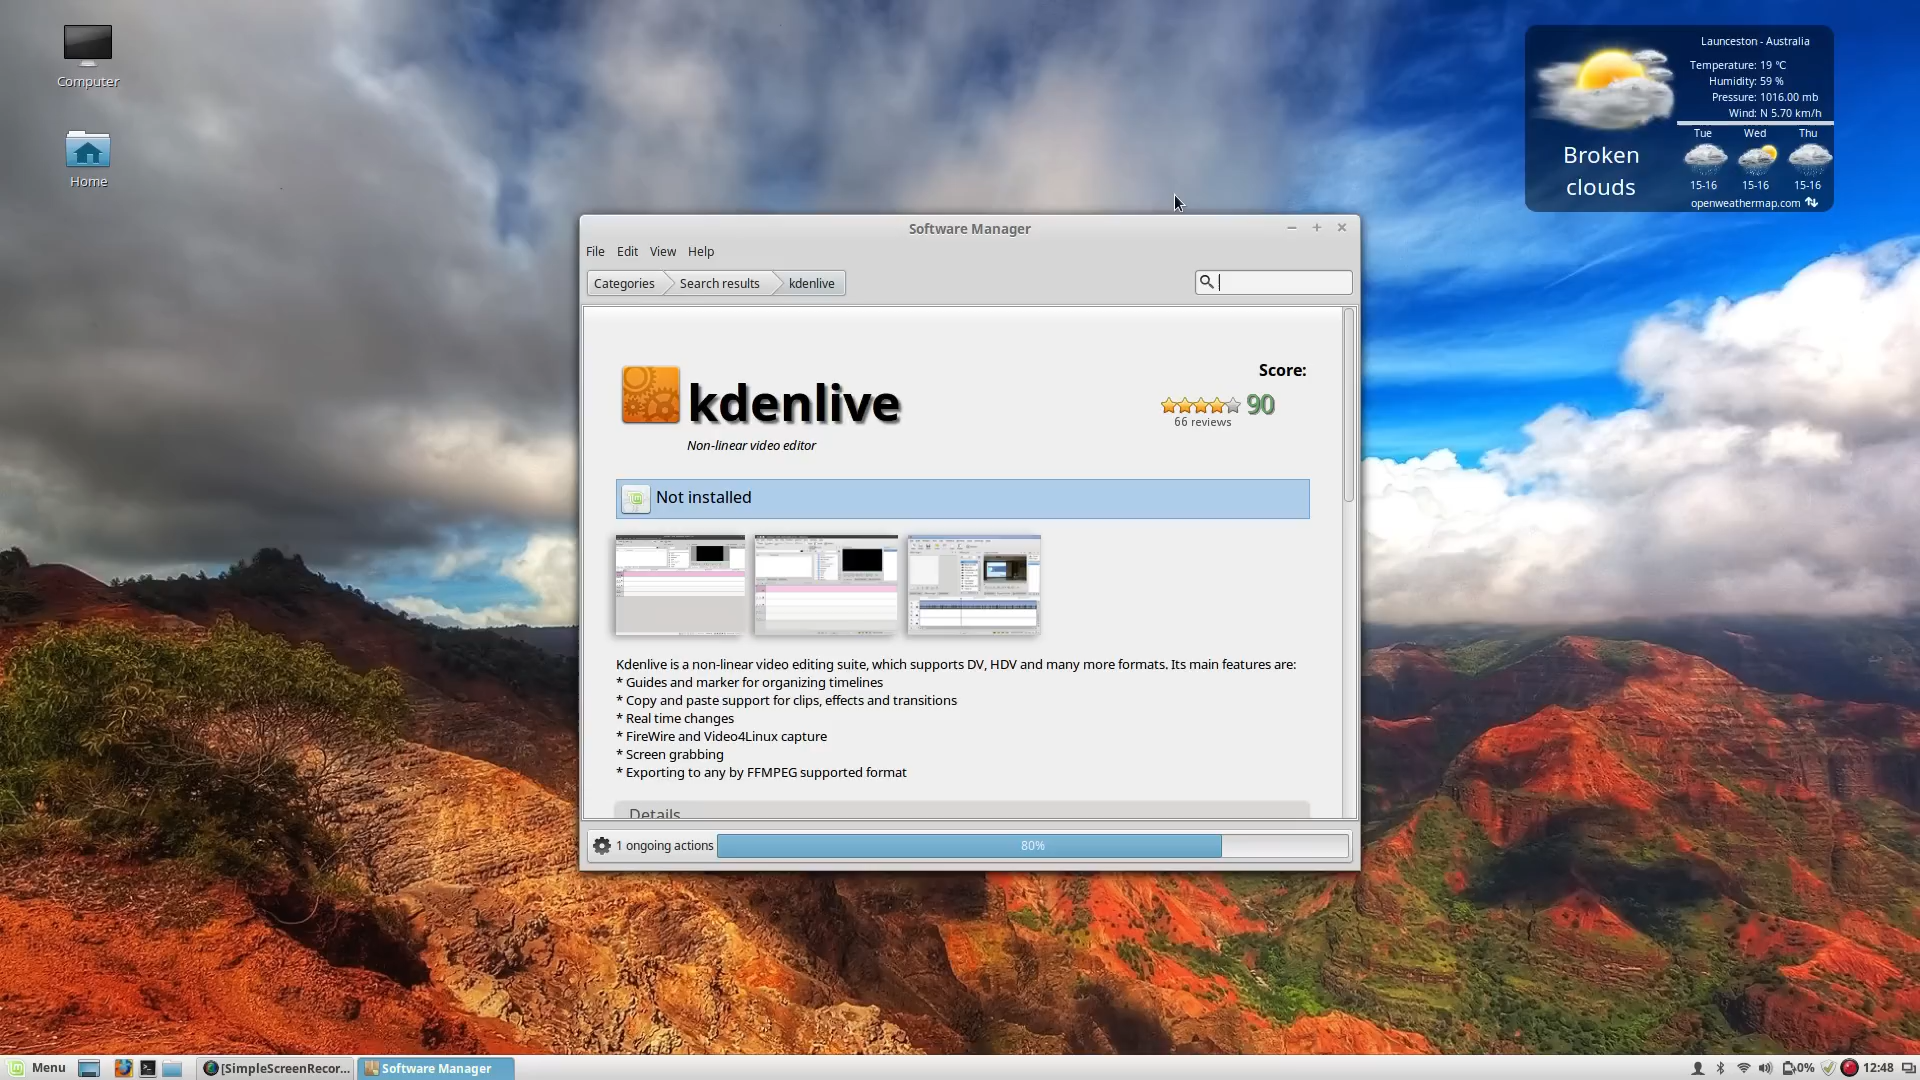 Computer
Home
Launceston - Australia
Temperature: 19 °C
Humidity: 59 %
Pressure: 1016.00 mb
Wind: N 5.70 km/h
Tue Wed Thu
Broken clouds
15-16 15-16 15-16
openweathermap.com
Software Manager
File Edit View Help
Categories Search results kdenlive
Score:
kdenlive
90
66 reviews
Non-linear video editor
Not installed
Kdenlive is a non-linear video editing suite, which supports DV, HDV and many more formats. Its main features are:
* Guides and marker for organizing timelines
* Copy and paste support for clips, effects and transitions
* Real time changes
* FireWire and Video4Linux capture
* Screen grabbing
* Exporting to any by FFMPEG supported format
Details
1 ongoing actions 80%
Menu [SimpleScreenRecor... Software Manager 0% 12:48